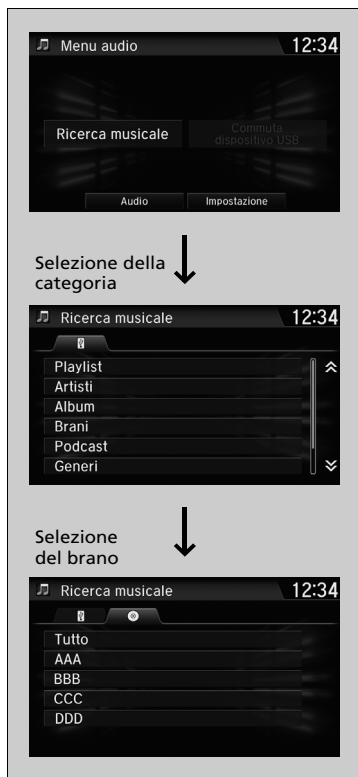 Menu audio 12:34
Ricerca musicale
Commuta
dispositivo USB
Audio Impostazione
Selezione della
categoria
Ricerca musicale 12:34
Playlist
Artisti
Album
Brani
Podcast
Generi
Selezione
del brano
Ricerca musicale 12:34
Tutto
AAA
BBB
CCC
DDD